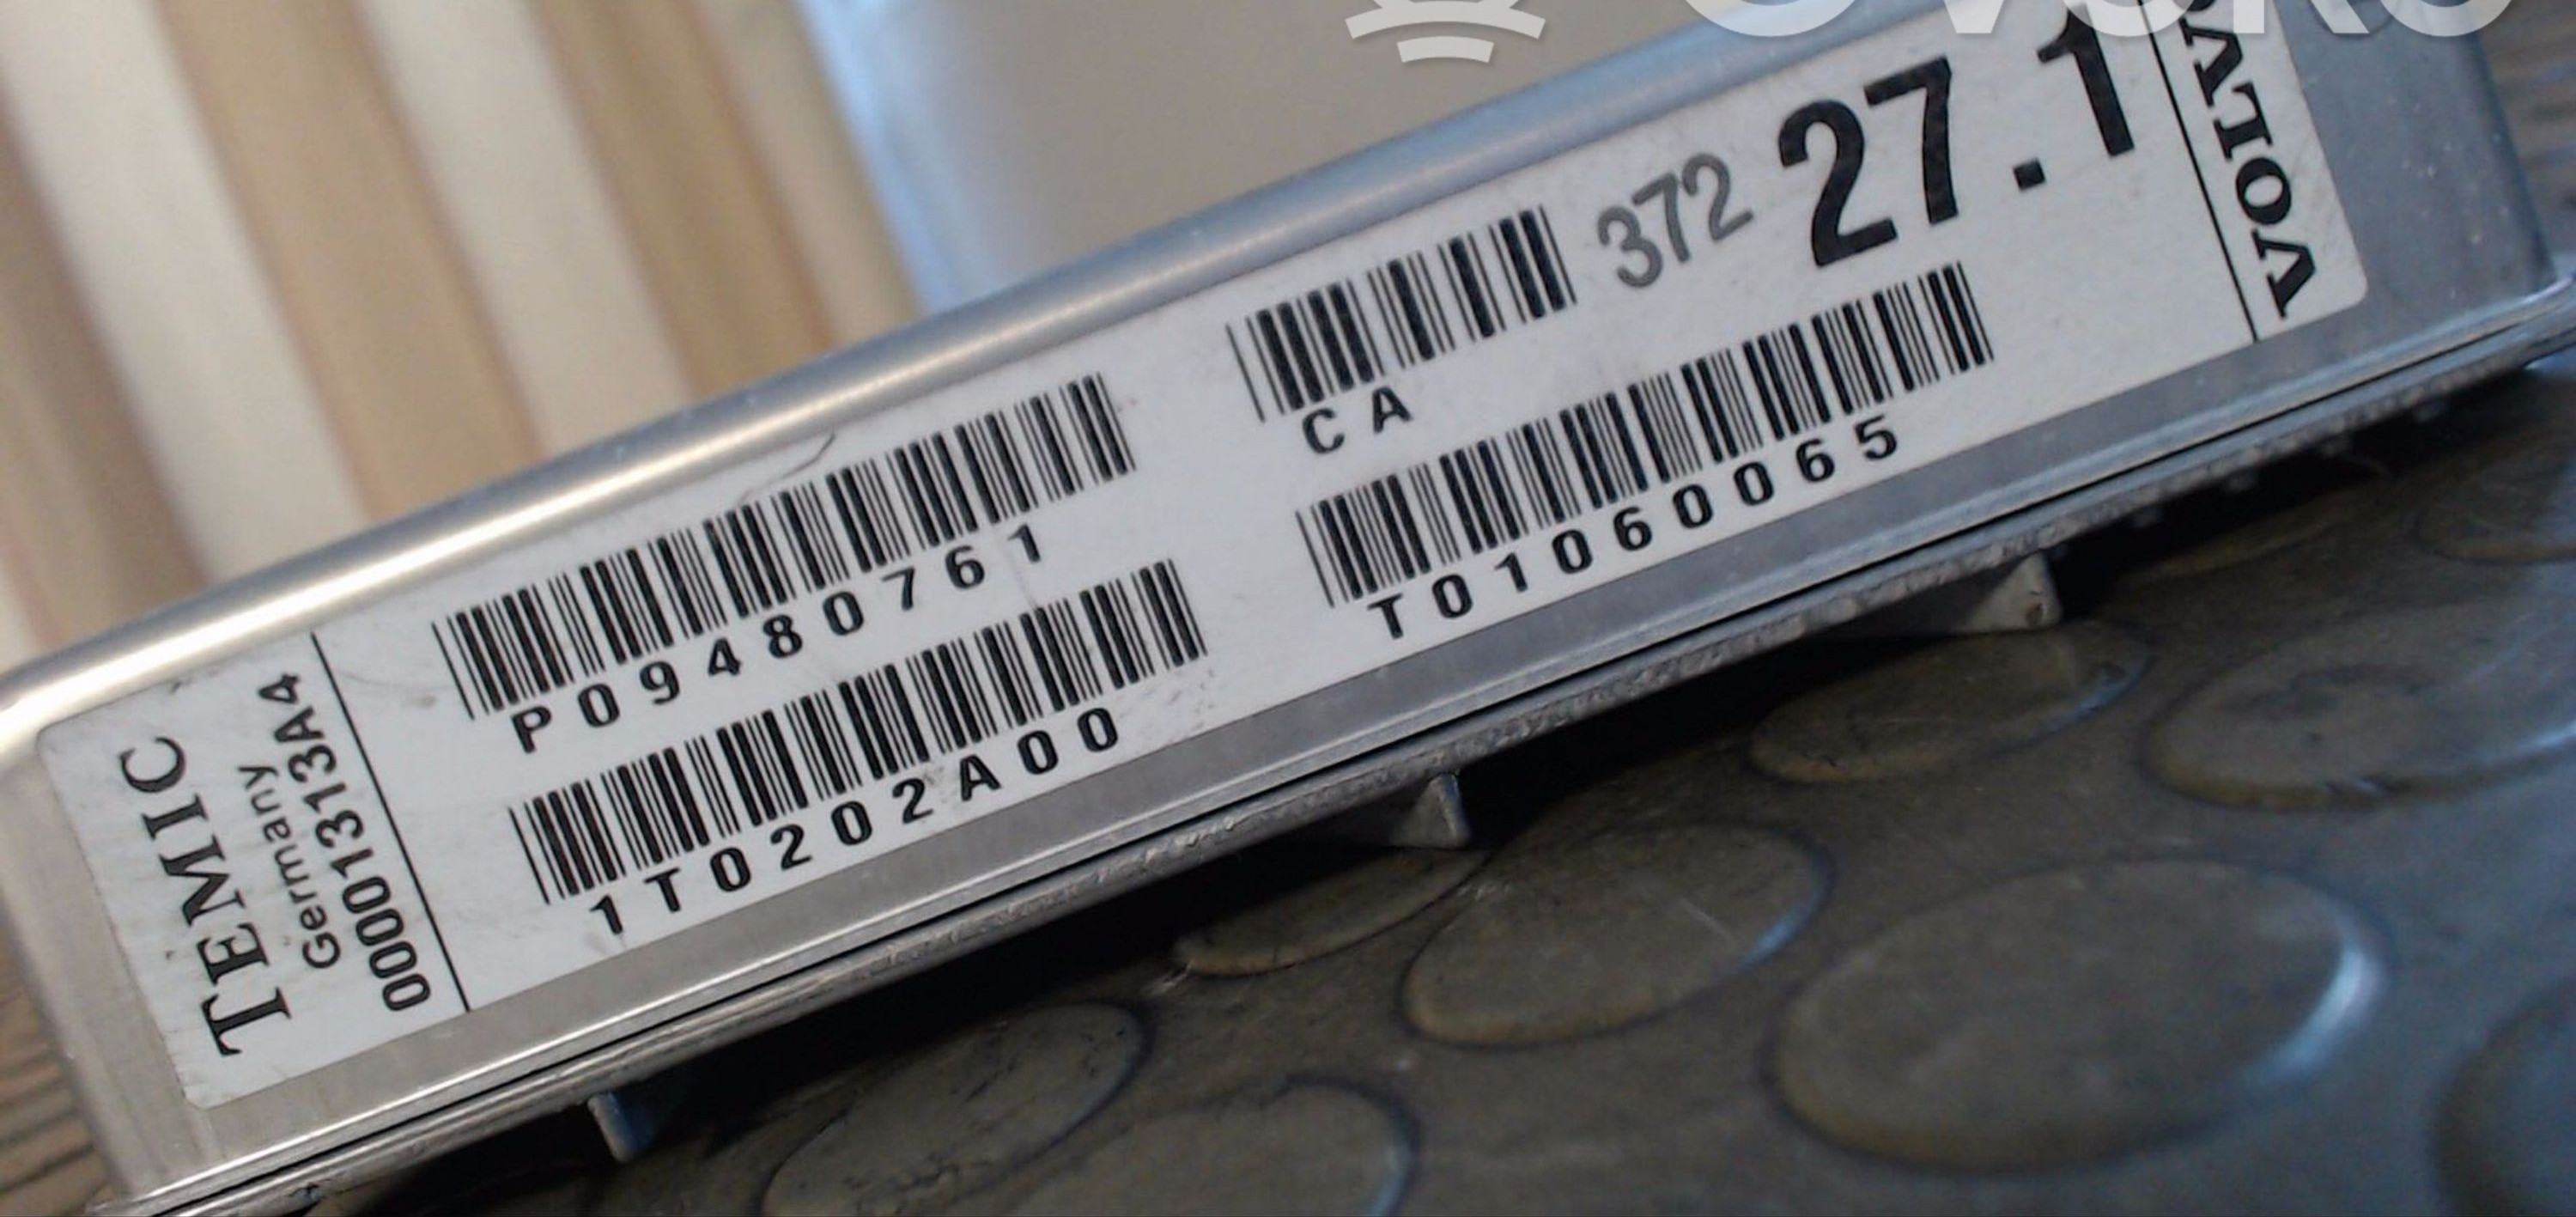 TEMIC
Germany
00001313A4
P09480761
1T0202A00
CA
372
27.1
T01060065
VOLVO